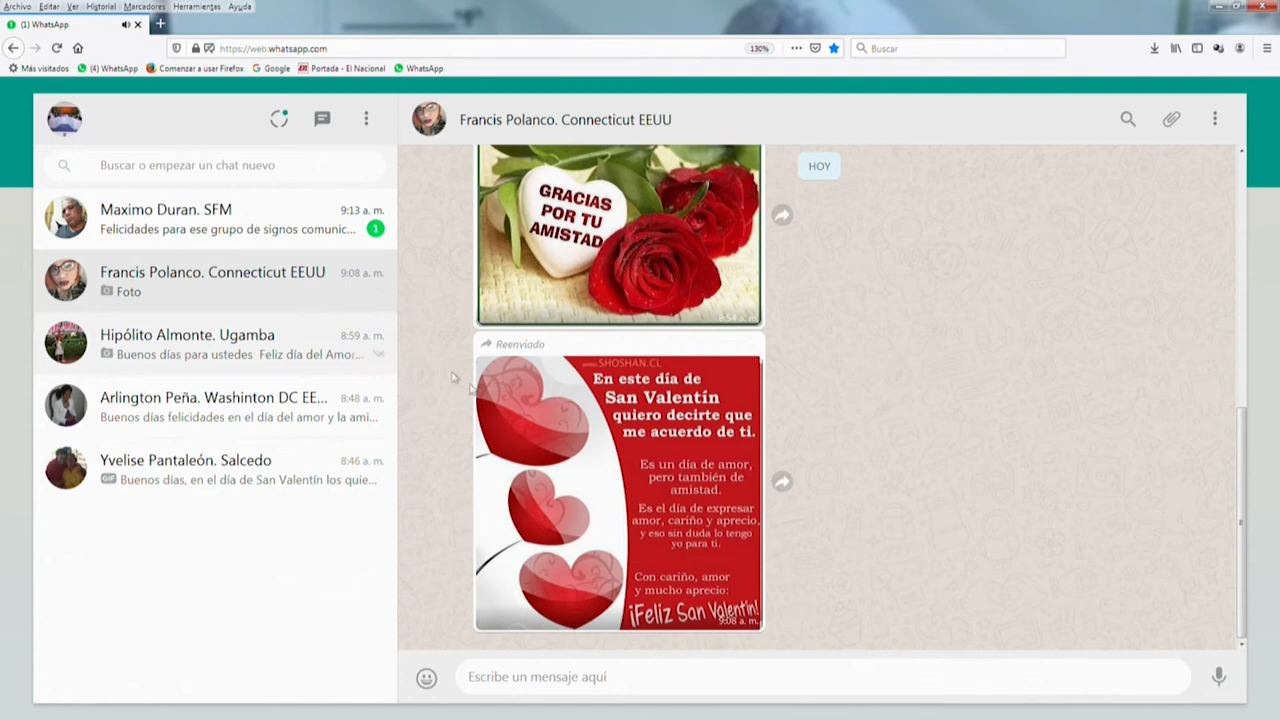 Archivo Editar Ver Historial Marcadores Herramientas Ayuda
(1) WhatsApp
https://web.whatsapp.com
130%
Buscar
Más visitados
(4) WhatsApp
Comenzar a usar Firefox
Google
Portada - El Nacional
WhatsApp
Francis Polanco. Connecticut EEUU
Buscar o empezar un chat nuevo
Maximo Duran. SFM
9:13 a. m.
Felicidades para ese grupo de signos comunic...
1
Francis Polanco. Connecticut EEUU
9:08 a. m.
Foto
Hipólito Almonte. Ugamba
8:59 a. m.
Buenos días para ustedes Feliz día del Amo...
Arlington Peña. Washinton DC EE...
8:48 a. m.
Buenos días felicidades en el día del amor y la ami...
Yvelise Pantaleón. Salcedo
8:46 a. m.
GIF
Buenos días, en el día de San Valentín los quie...
HOY
GRACIAS
POR TU
AMISTAD
8:54 a. m.
Reenviado
SHOSHAN.CL
En este día de
San Valentín
quiero decirte que
me acuerdo de ti.
Es un día de amor,
pero también de
amistad.
Es el día de expresar
amor, cariño y aprecio,
y eso sin duda lo tengo
yo para ti.
Con cariño, amor
y mucho aprecio:
¡Feliz San Valentín!
9:08 a. m.
Escribe un mensaje aquí